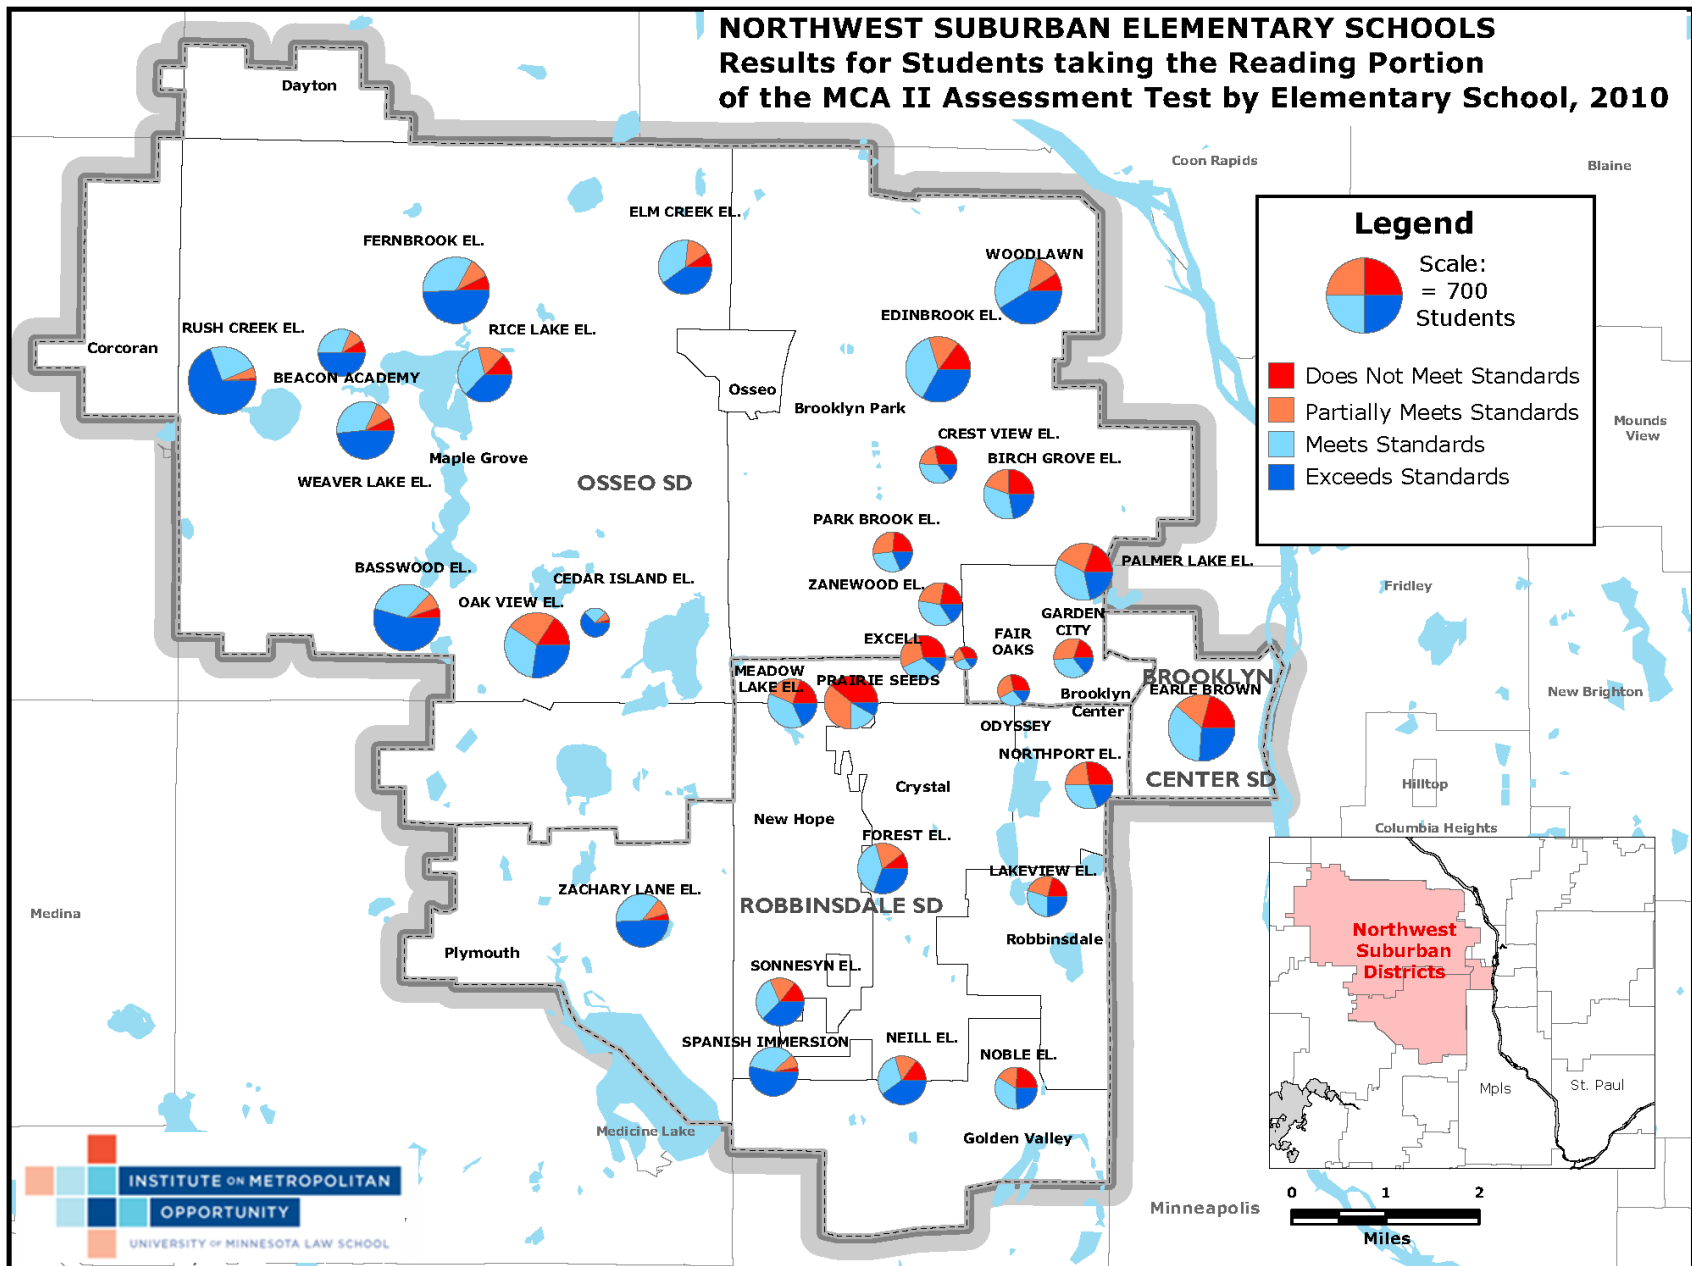 NORTHWEST SUBURBAN ELEMENTARY SCHOOLS
Results for Students taking the Reading Portion
of the MCA II Assessment Test by Elementary School, 2010
Dayton
Coon Rapids
Blaine
Legend
Scale:
= 700
Students
Does Not Meet Standards
Partially Meets Standards
Meets Standards
Exceeds Standards
ELM CREEK EL.
FERNBROOK EL.
WOODLAWN
EDINBROOK EL.
RUSH CREEK EL.
RICE LAKE EL.
Corcoran
BEACON ACADEMY
Osseo
Brooklyn Park
Mounds
View
CREST VIEW EL.
BIRCH GROVE EL.
Maple Grove
WEAVER LAKE EL.
OSSEO SD
PARK BROOK EL.
PALMER LAKE EL.
BASSWOOD EL.
CEDAR ISLAND EL.
ZANEWOOD EL.
Fridley
OAK VIEW EL.
GARDEN
CITY
FAIR
OAKS
EXCELL
MEADOW
LAKE EL.
PRAIRIE SEEDS
BROOKLYN
EARLE BROWN
Brooklyn
Center
New Brighton
ODYSSEY
NORTHPORT EL.
CENTER SD
Crystal
Hilltop
New Hope
Columbia Heights
FOREST EL.
LAKEVIEW EL.
ZACHARY LANE EL.
ROBBINSDALE SD
Medina
Robbinsdale
Plymouth
Northwest
Suburban
Districts
SONNESYN EL.
SPANISH IMMERSION
NEILL EL.
NOBLE EL.
Mpls
St. Paul
Medicine Lake
Golden Valley
INSTITUTE ON METROPOLITAN
OPPORTUNITY
UNIVERSITY OF MINNESOTA LAW SCHOOL
Minneapolis
0 1 2
Miles